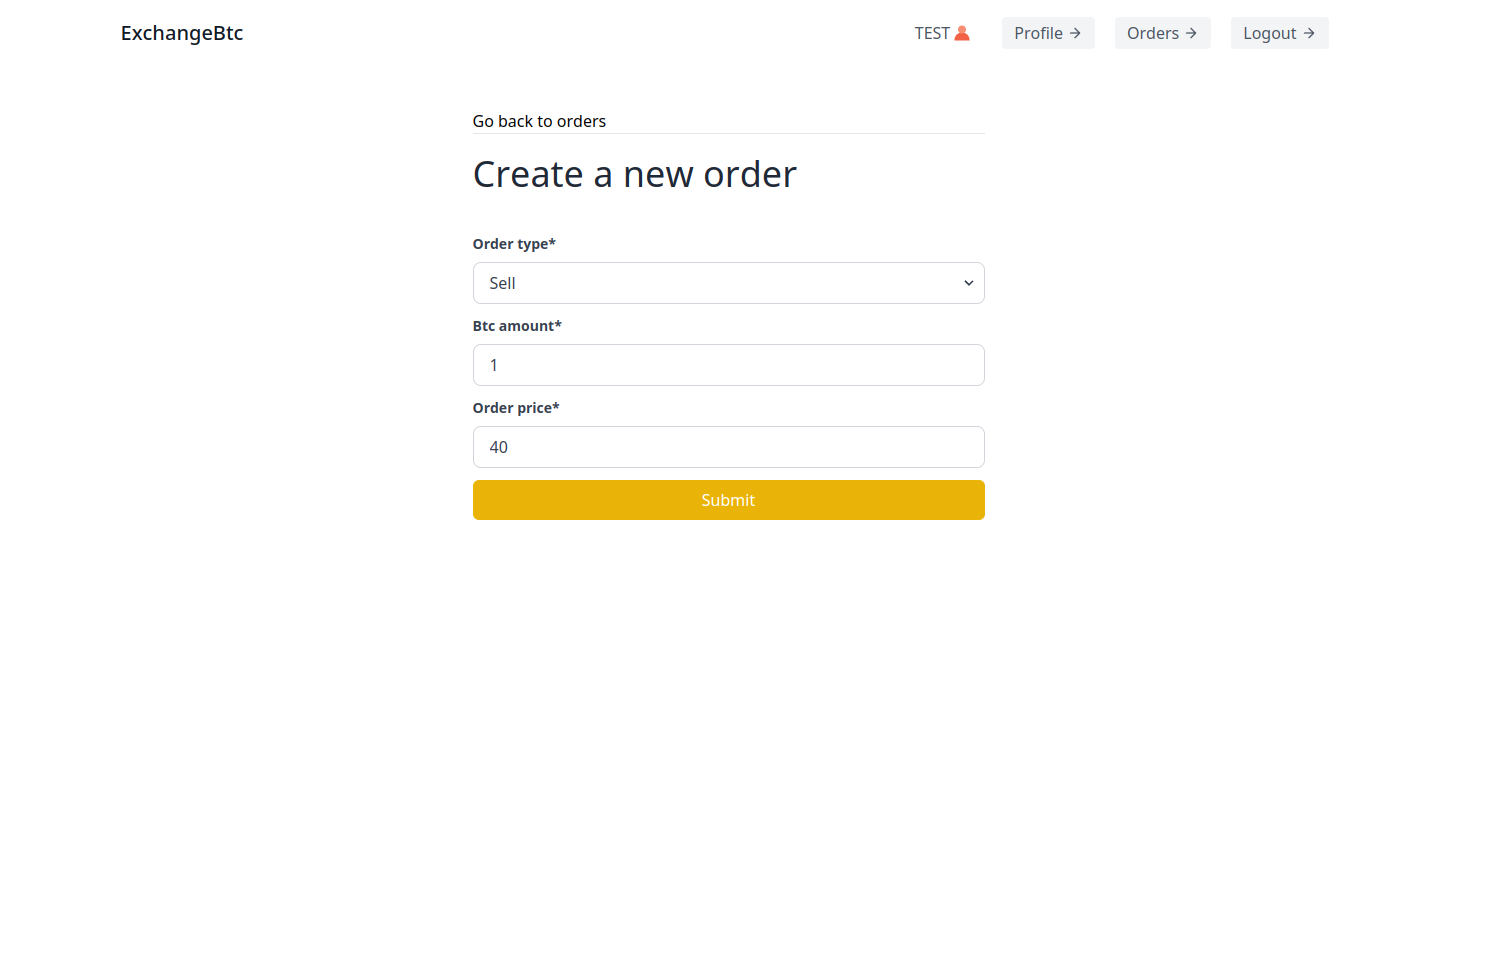 ExchangeBtc
TEST
Profile →
Orders →
Logout →
Go back to orders
Create a new order
Order type*
Sell
Btc amount*
1
Order price*
40
Submit